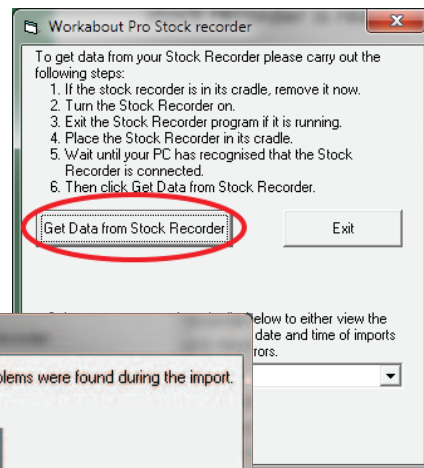 Workabout Pro Stock recorder
To get data from your Stock Recorder please carry out the
following steps:
1. If the stock recorder is in its cradle, remove it now.
2. Turn the Stock Recorder on.
3. Exit the Stock Recorder program if it is running.
4. Place the Stock Recorder in its cradle.
5. Wait until your PC has recognised that the Stock
Recorder is connected.
6. Then click Get Data from Stock Recorder.
Get Data from Stock Recorder
Exit
below to either view the
date and time of imports
rors.
blems were found during the import.